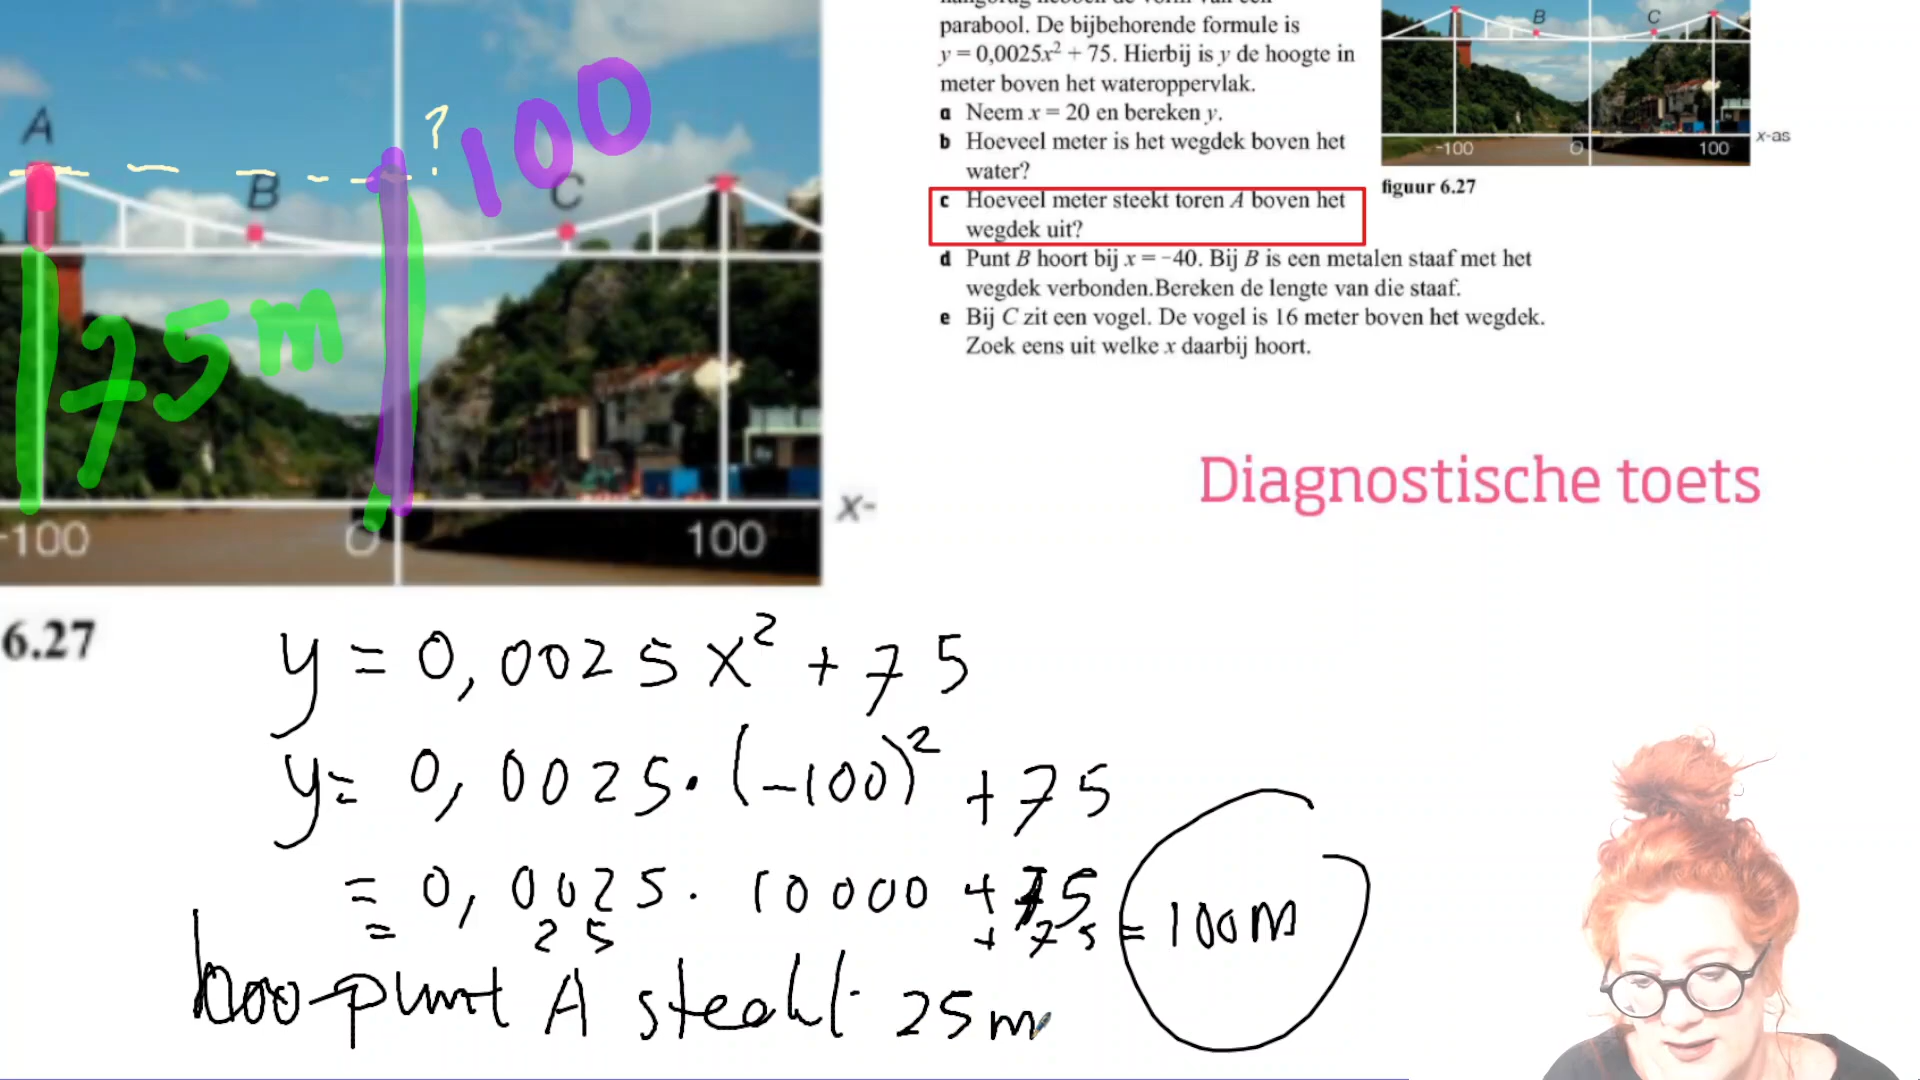 parabool. De bijbehorende formule is
y = 0,0025x² + 75. Hierbij is y de hoogte in
meter boven het wateroppervlak.
a Neem x = 20 en bereken y.
b Hoeveel meter is het wegdek boven het
water?
c Hoeveel meter steekt toren A boven het
wegdek uit?
d Punt B hoort bij x = −40. Bij B is een metalen staaf met het
wegdek verbonden.Bereken de lengte van die staaf.
e Bij C zit een vogel. De vogel is 16 meter boven het wegdek.
Zoek eens uit welke x daarbij hoort.
B C
x-as
-100 O 100
figuur 6.27
A ? 100
B C
75 m
x-
-100 O 100
6.27
Diagnostische toets
y = 0,0025x² + 75
y = 0,0025 · (-100)² + 75
= 0,0025 · 10000 + 75
= 25 + 75 = 100 m
punt A steekt 25 m